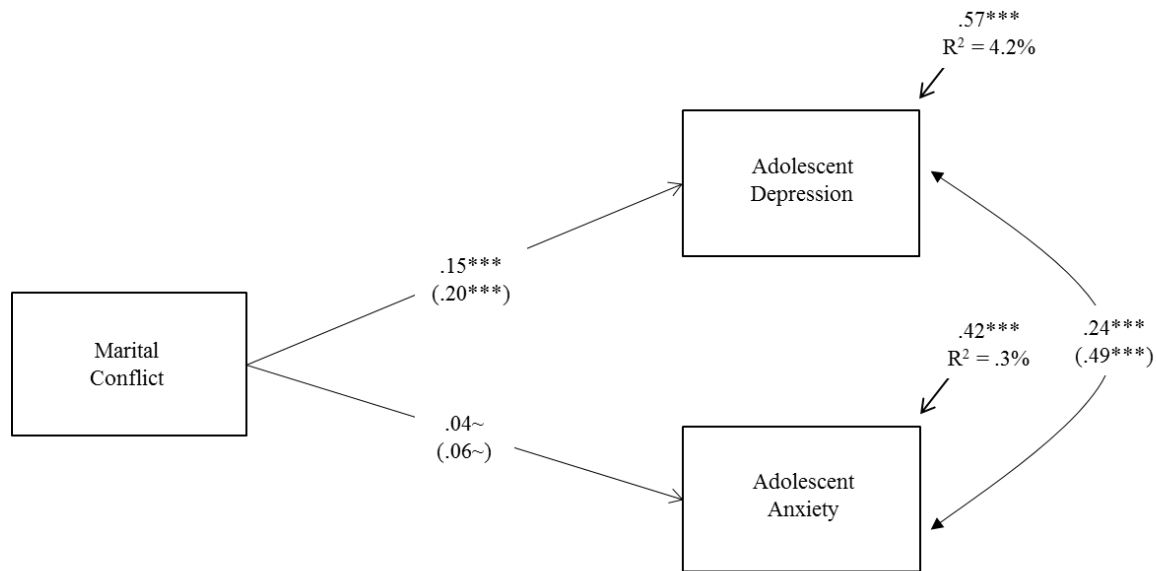 .57***
R² = 4.2%
Adolescent
Depression
.15***
(.20***)
Marital
Conflict
.42***
R² = .3%
.24***
(.49***)
.04~
(.06~)
Adolescent
Anxiety